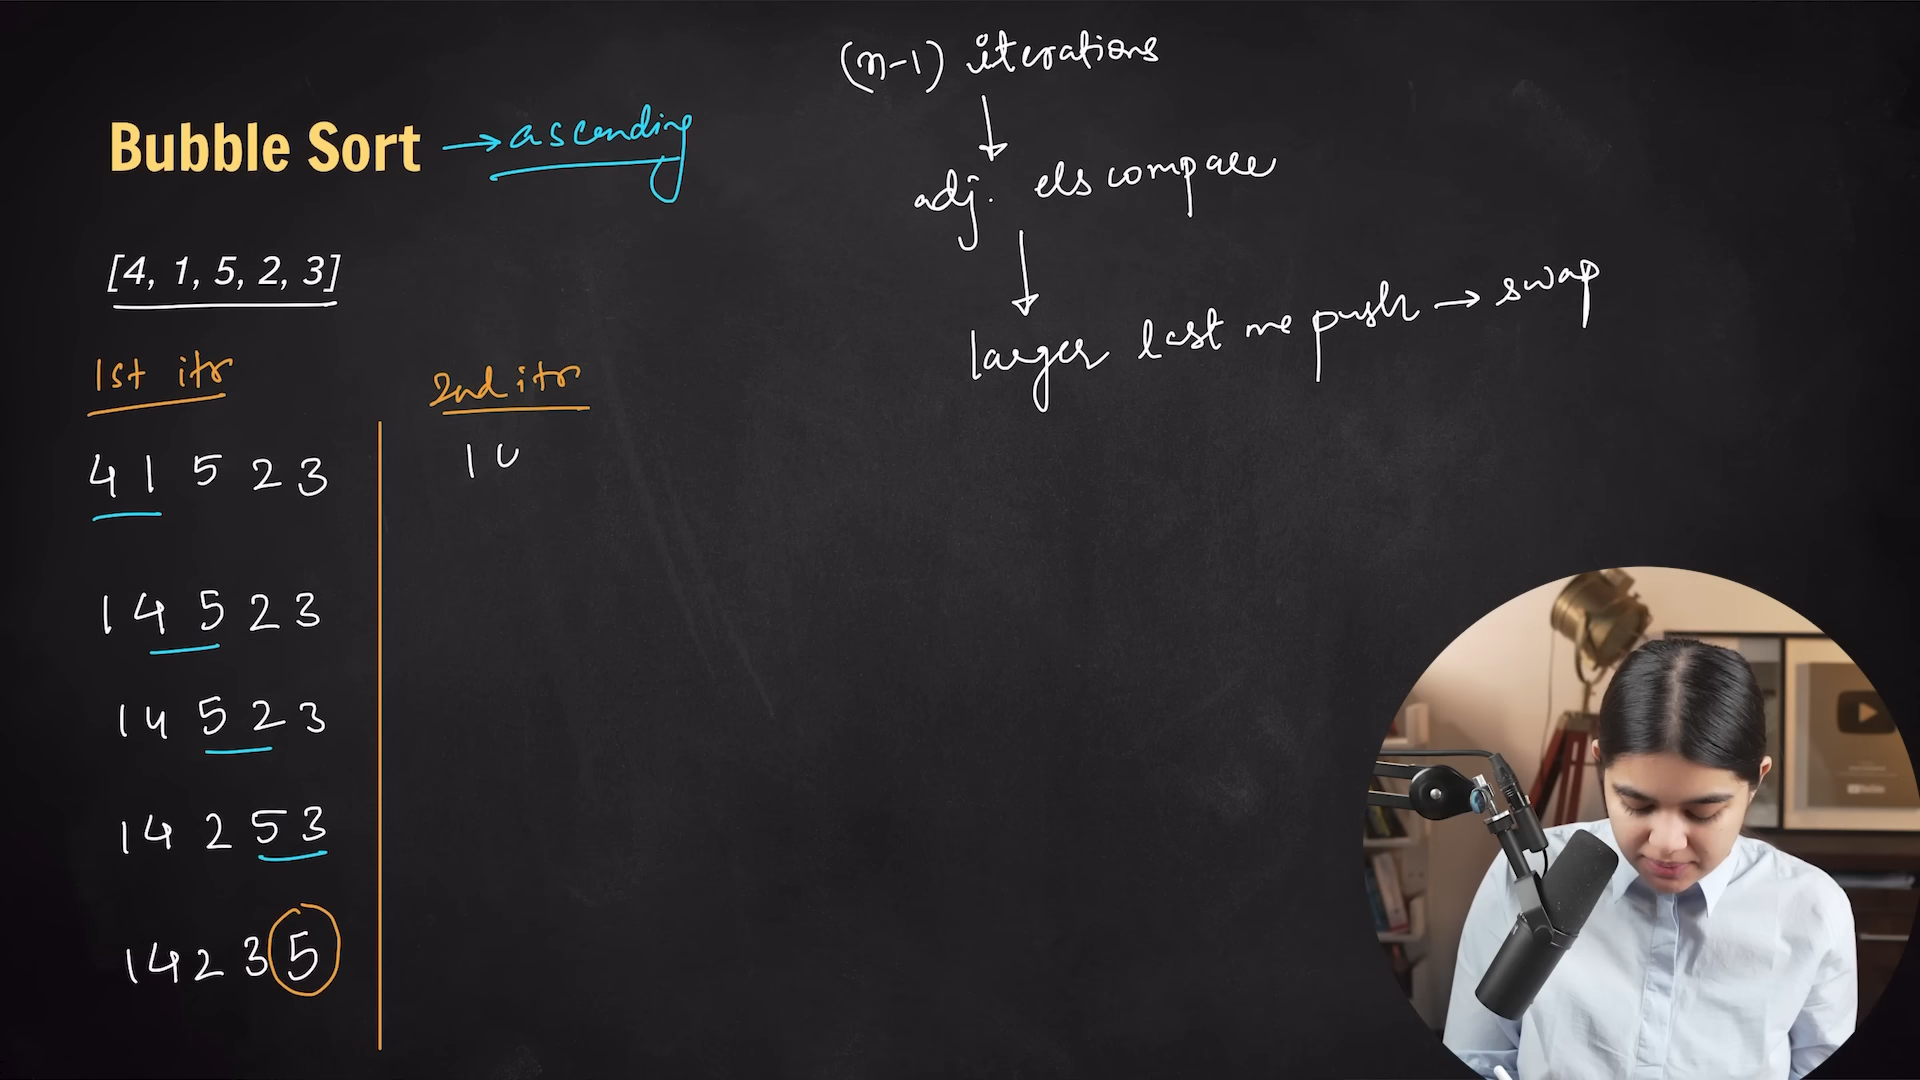 (n-1) iterations
Bubble Sort → ascending
adj. els compare
[4, 1, 5, 2, 3]
larger last me push → swap
1st itr
2nd itr
4 1 5 2 3
1 4 5 2 3
1 4 5 2 3
1 4 2 5 3
1 4 2 3 5